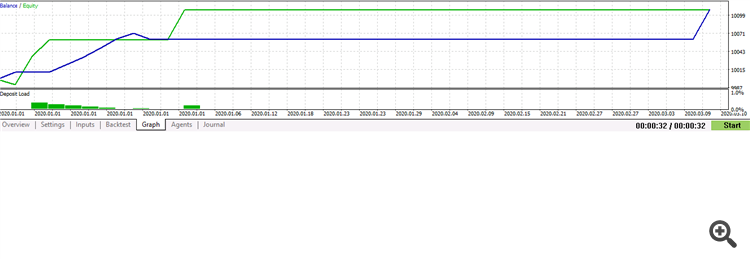 Balance / Equity
10099
10071
10043
10015
9987
Deposit Load
1.0%
0.0%
2020.01.01 2020.01.01 2020.01.01 2020.01.01 2020.01.01 2020.01.01 2020.01.18 2020.01.23 2020.01.23 2020.01.29 2020.02.04 2020.02.09 2020.02.15 2020.02.21 2020.02.27 2020.03.03 2020.03.09 2020.03.10
Overview | Settings | Inputs | Backtest | Graph | Agents | Journal 00:00:32 / 00:00:32 Start